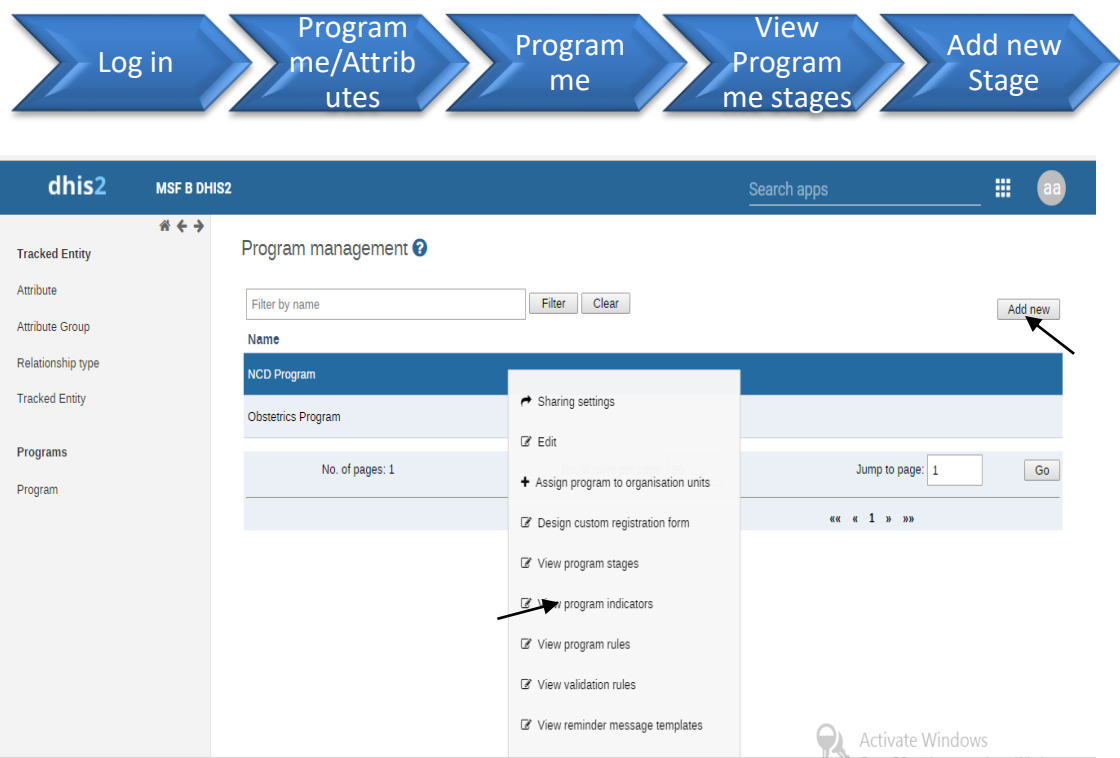 Log in
Program
me/Attrib
utes
Program
me
View
Program
me stages
Add new
Stage
dhis2 MSF B DHIS2 Search apps aa
Tracked Entity
Attribute
Attribute Group
Relationship type
Tracked Entity
Programs
Program
Program management ?
Filter by name Filter Clear
Add new
Name
NCD Program
Obstetrics Program
No. of pages: 1 Jump to page: 1 Go
«« « 1 » »»
Sharing settings
Edit
Assign program to organisation units
Design custom registration form
View program stages
View program indicators
View program rules
View validation rules
View reminder message templates
Activate Windows